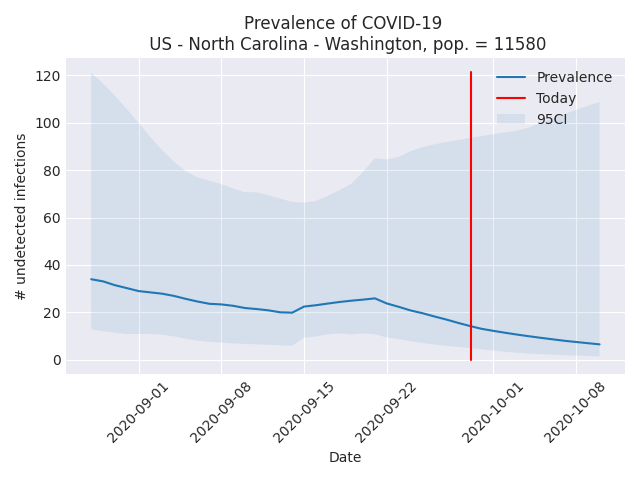 Prevalence of COVID-19
US - North Carolina - Washington, pop. = 11580
Prevalence
Today
95CI
# undetected infections
120
100
80
60
40
20
0
2020-09-01
2020-09-08
2020-09-15
2020-09-22
2020-10-01
2020-10-08
Date